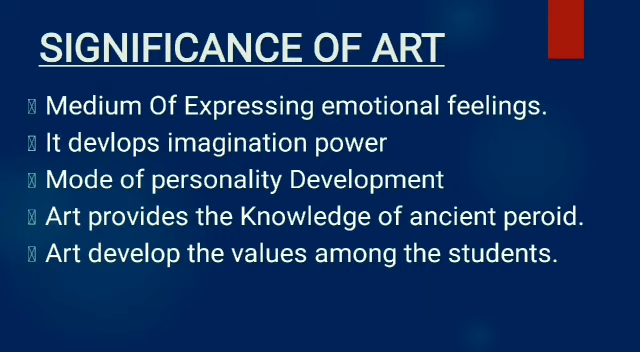 SIGNIFICANCE OF ART
Medium Of Expressing emotional feelings.
It devlops imagination power
Mode of personality Development
Art provides the Knowledge of ancient peroid.
Art develop the values among the students.